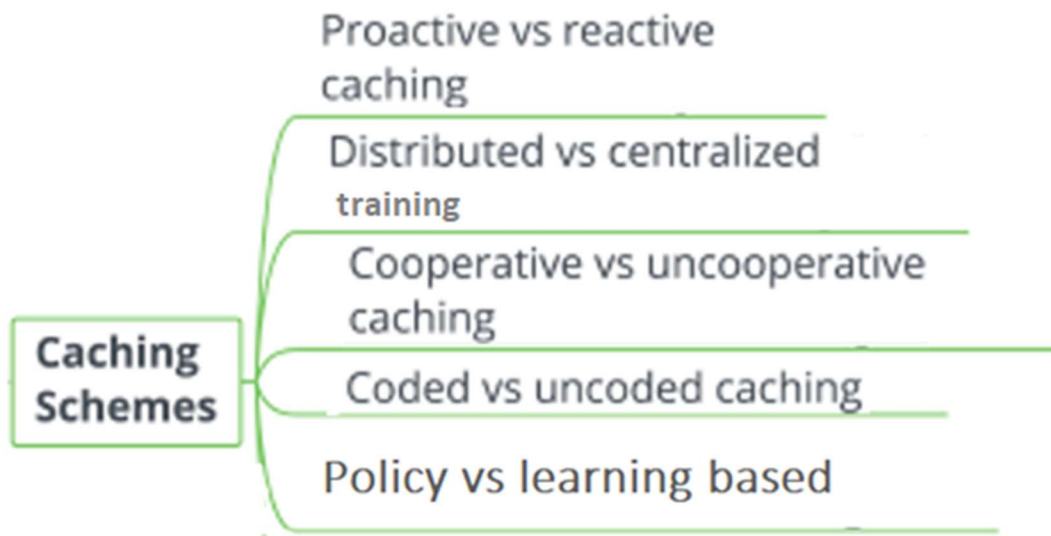 Proactive vs reactive
caching
Distributed vs centralized
training
Cooperative vs uncooperative
caching
Caching
Schemes
Coded vs uncoded caching
Policy vs learning based